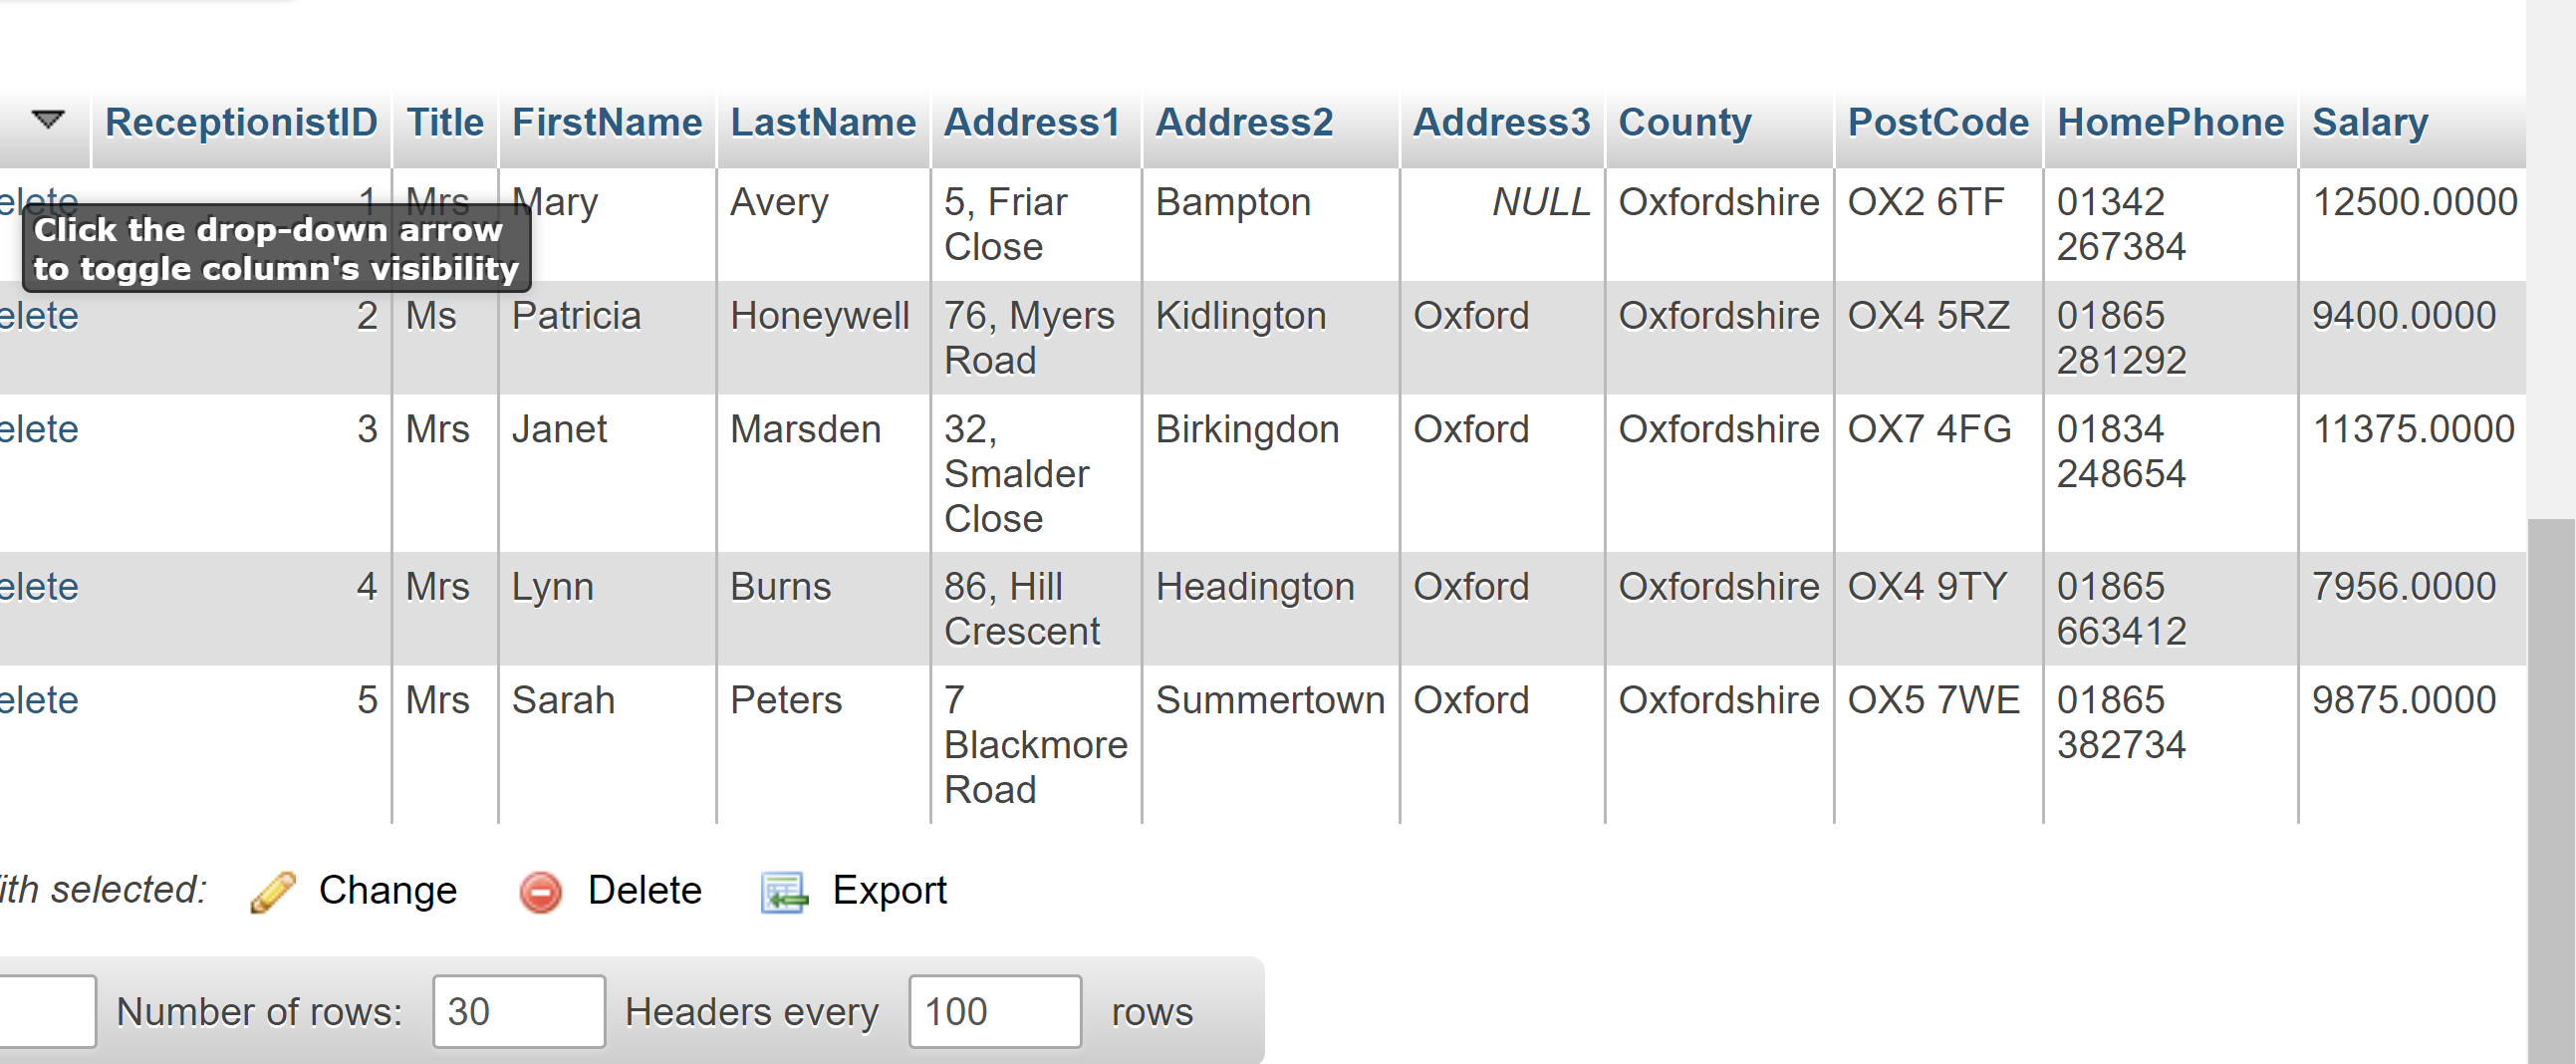 ReceptionistID Title FirstName LastName Address1 Address2 Address3 County PostCode HomePhone Salary
elete 1 Mrs Mary Avery 5, Friar Bampton NULL Oxfordshire OX2 6TF 01342 12500.0000
Close 267384
Click the drop-down arrow
to toggle column's visibility
elete 2 Ms Patricia Honeywell 76, Myers Kidlington Oxford Oxfordshire OX4 5RZ 01865 9400.0000
Road 281292
elete 3 Mrs Janet Marsden 32, Birkingdon Oxford Oxfordshire OX7 4FG 01834 11375.0000
Smalder 248654
Close
elete 4 Mrs Lynn Burns 86, Hill Headington Oxford Oxfordshire OX4 9TY 01865 7956.0000
Crescent 663412
elete 5 Mrs Sarah Peters 7 Summertown Oxford Oxfordshire OX5 7WE 01865 9875.0000
Blackmore 382734
Road
ith selected: Change Delete Export
Number of rows: 30 Headers every 100 rows